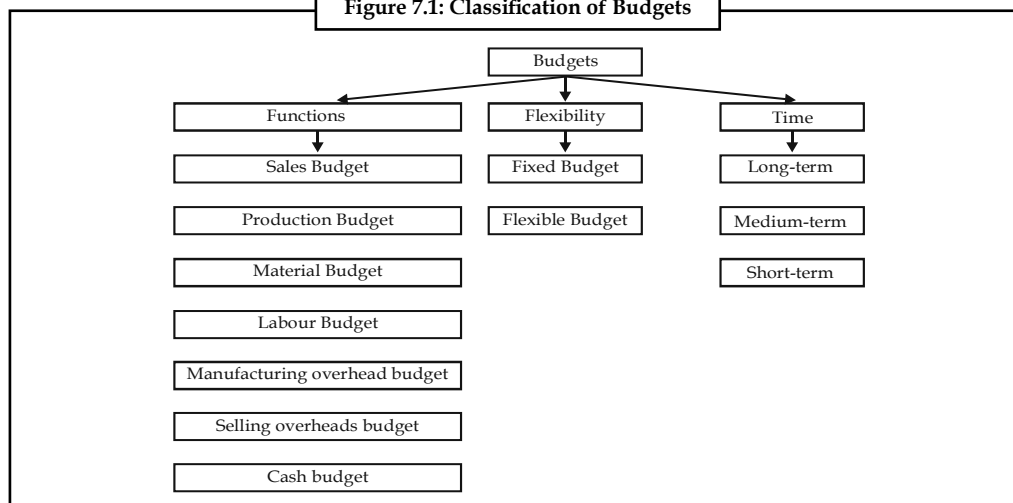 Figure 7.1: Classification of Budgets
Budgets
Functions
Flexibility
Time
Sales Budget
Fixed Budget
Long-term
Production Budget
Flexible Budget
Medium-term
Material Budget
Short-term
Labour Budget
Manufacturing overhead budget
Selling overheads budget
Cash budget